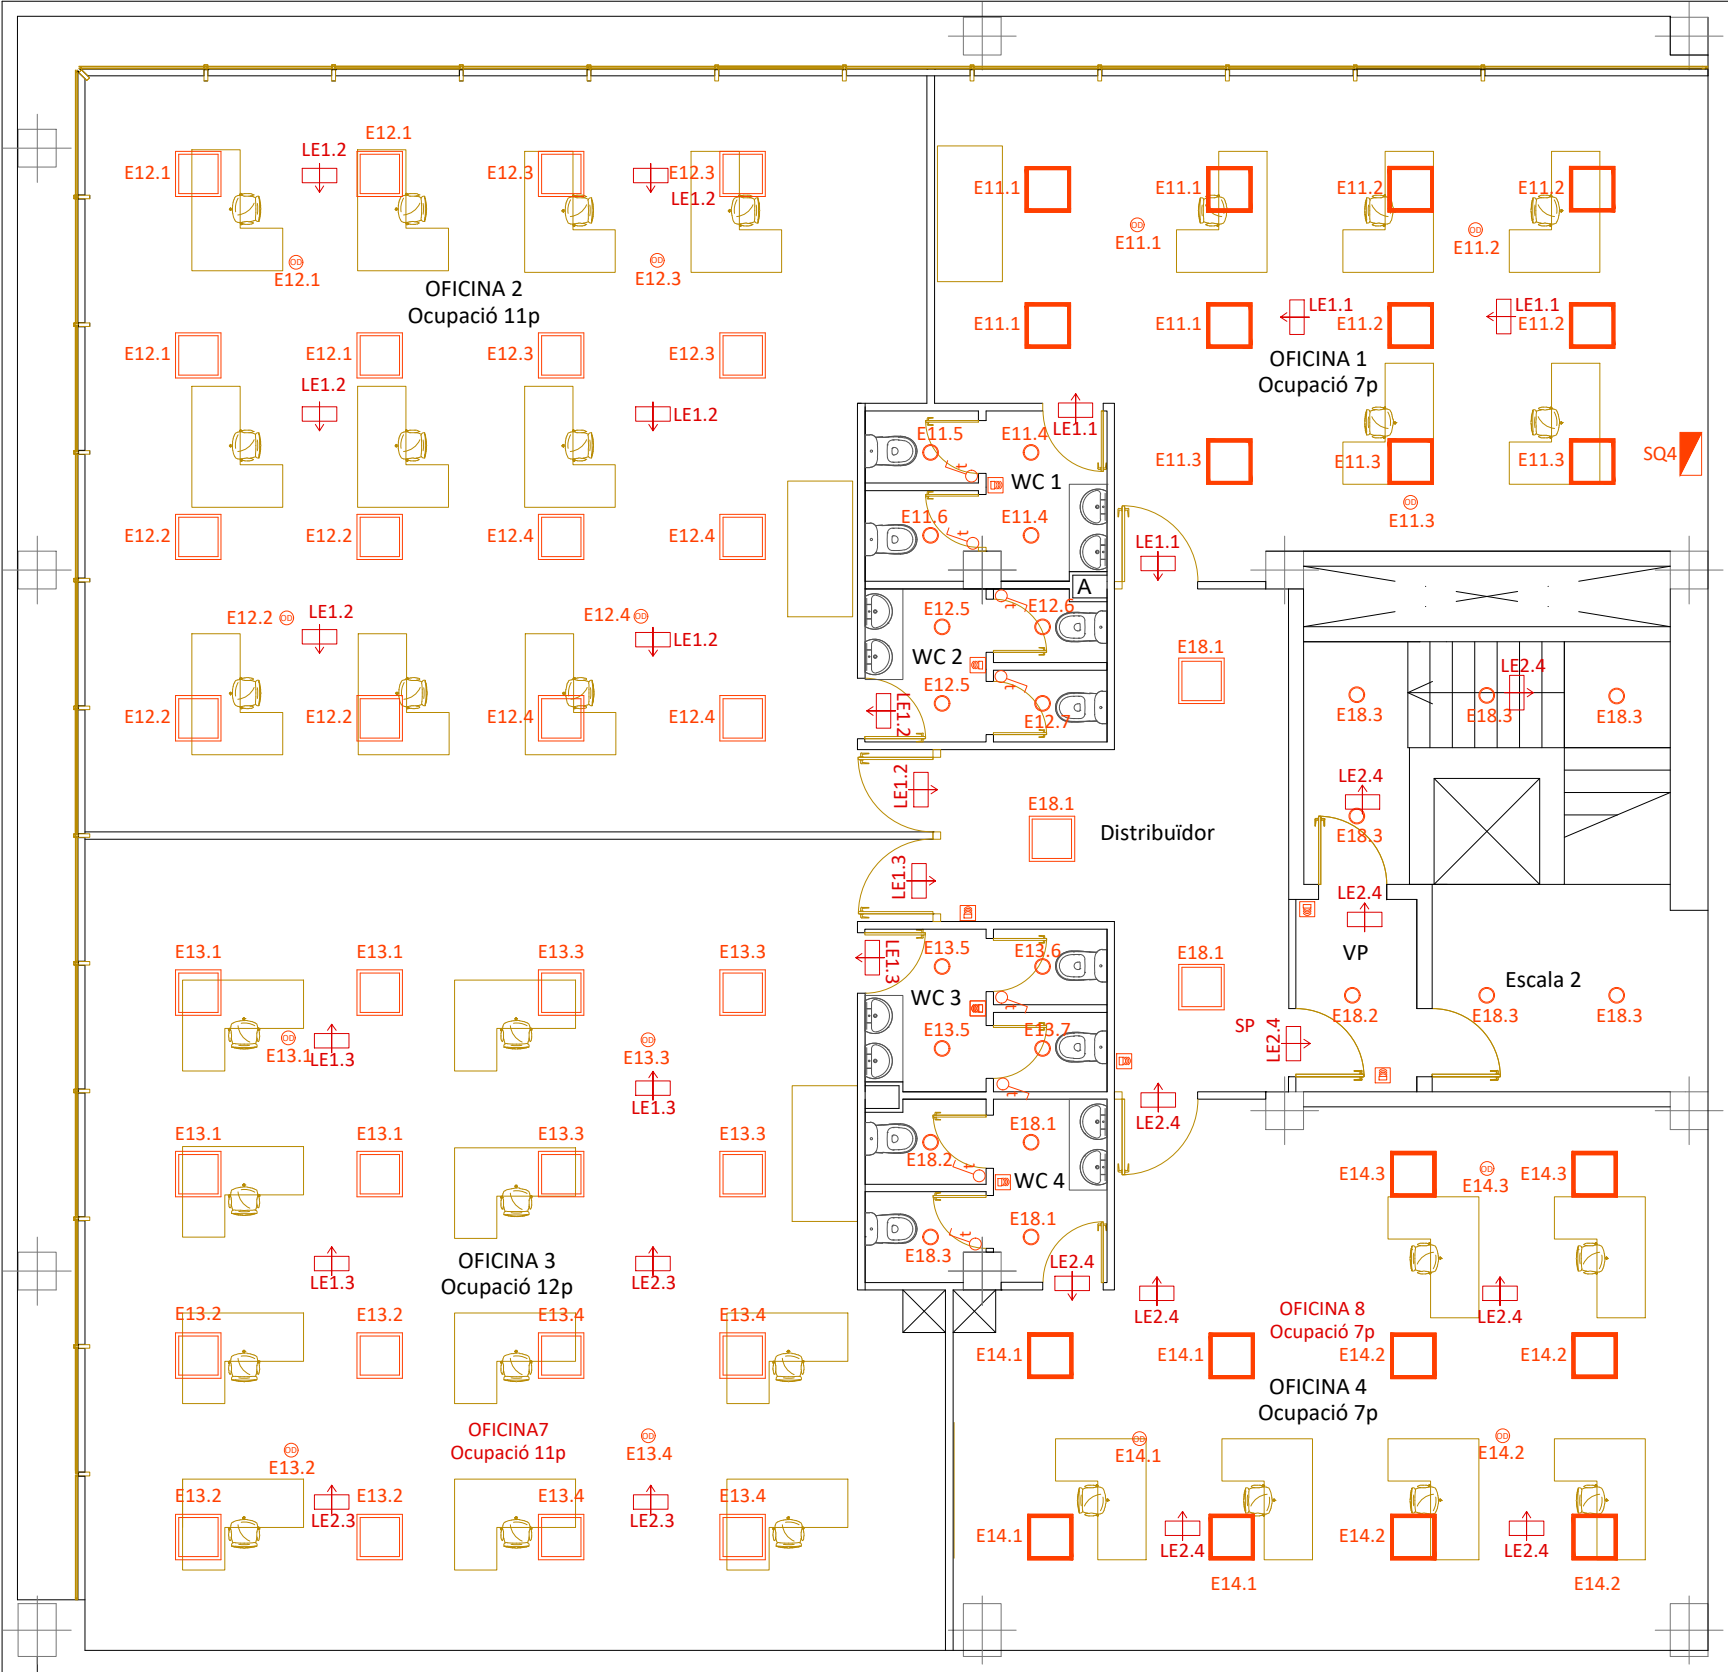 E12.1
E12.1
LE1.2
E12.3
E12.3
LE1.2
E12.1
E12.3
OFICINA 2
Ocupació 11p
E12.1
E12.1
E12.3
E12.3
LE1.2
LE1.2
E12.2
E12.2
E12.4
E12.4
E12.2
LE1.2
E12.4
LE1.2
E12.2
E12.2
E12.4
E12.4
E11.1
E11.1
E11.2
E11.2
E11.1
E11.2
LE1.1
LE1.1
E11.1
E11.1
E11.2
E11.2
OFICINA 1
Ocupació 7p
LE1.1
E11.3
E11.3
E11.3
SQ4
E11.3
LE1.1
E11.5
E11.4
t
WC 1
E11.6
E11.4
t
A
E12.5
E12.6
t
WC 2
t
E12.5
E12.7
LE1.2
LE1.2
E18.1
E18.1
Distribuïdor
LE1.3
LE2.4
E18.3
E18.3
E18.3
LE2.4
E18.3
LE2.4
VP
Escala 2
E18.1
E18.2
E18.3
E18.3
SP
LE2.4
LE1.3
E13.5
E13.6
WC 3
t
E13.5
E13.7
t
LE2.4
E18.1
E18.2
t
WC 4
E18.1
E18.3
t
LE2.4
E13.1
E13.1
E13.3
E13.3
E13.1
LE1.3
E13.3
LE1.3
E13.1
E13.1
E13.3
E13.3
OFICINA 3
Ocupació 12p
LE1.3
LE2.3
E13.2
E13.2
E13.4
E13.4
OFICINA7
Ocupació 11p
E13.2
E13.4
E13.2
E13.2
E13.4
E13.4
LE2.3
LE2.3
E14.3
E14.3
E14.3
LE2.4
LE2.4
OFICINA 8
Ocupació 7p
E14.1
E14.1
E14.2
E14.2
OFICINA 4
Ocupació 7p
E14.1
E14.2
E14.1
LE2.4
E14.2
LE2.4
E14.1
E14.2